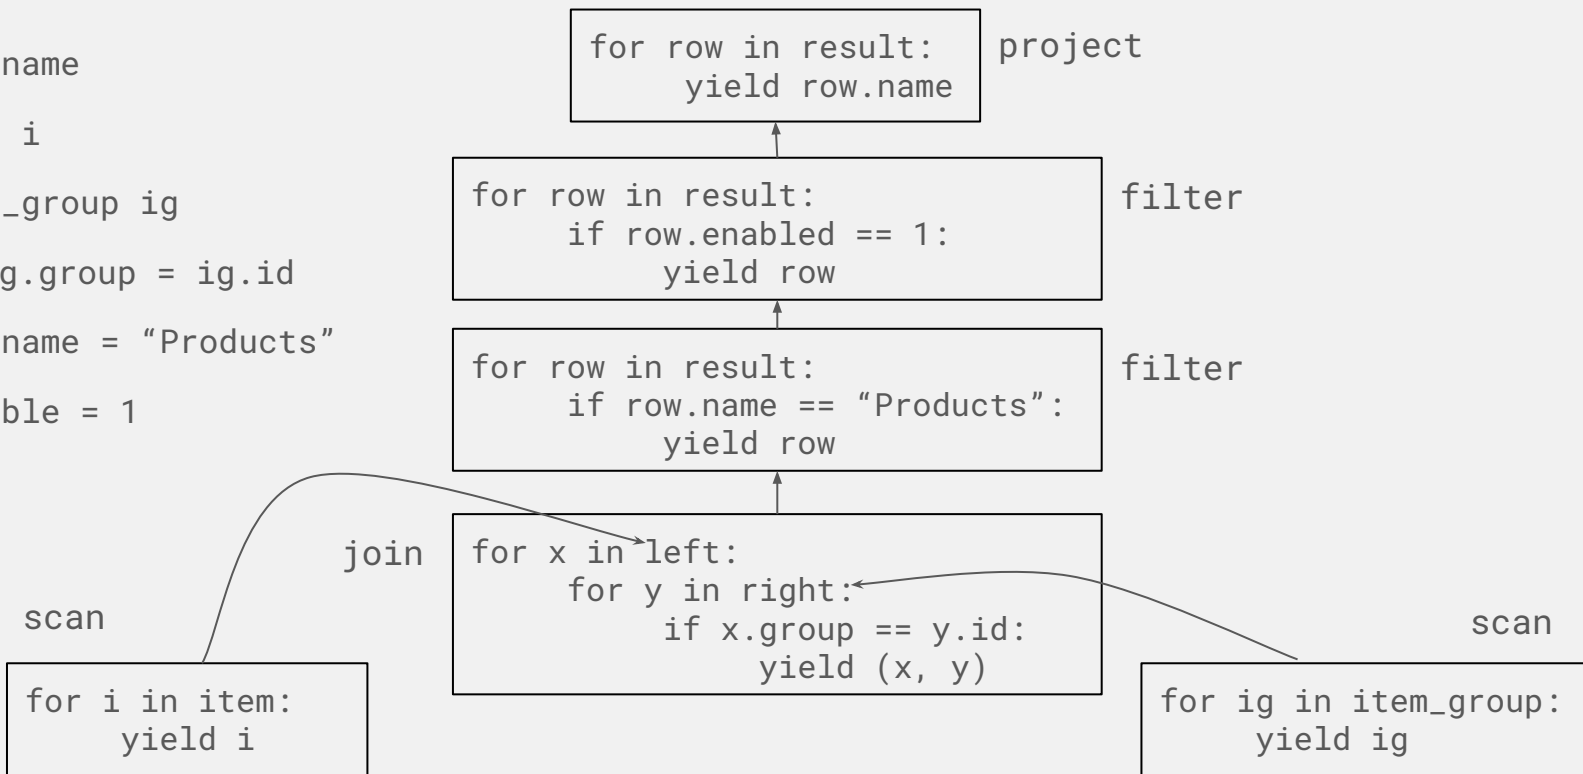 name
i
_group ig
g.group = ig.id
name = “Products”
ble = 1
for row in result:
yield row.name
project
for row in result:
if row.enabled == 1:
yield row
filter
for row in result:
if row.name == “Products”:
yield row
filter
join
for x in left:
for y in right:
if x.group == y.id:
yield (x, y)
scan
for i in item:
yield i
scan
for ig in item_group:
yield ig